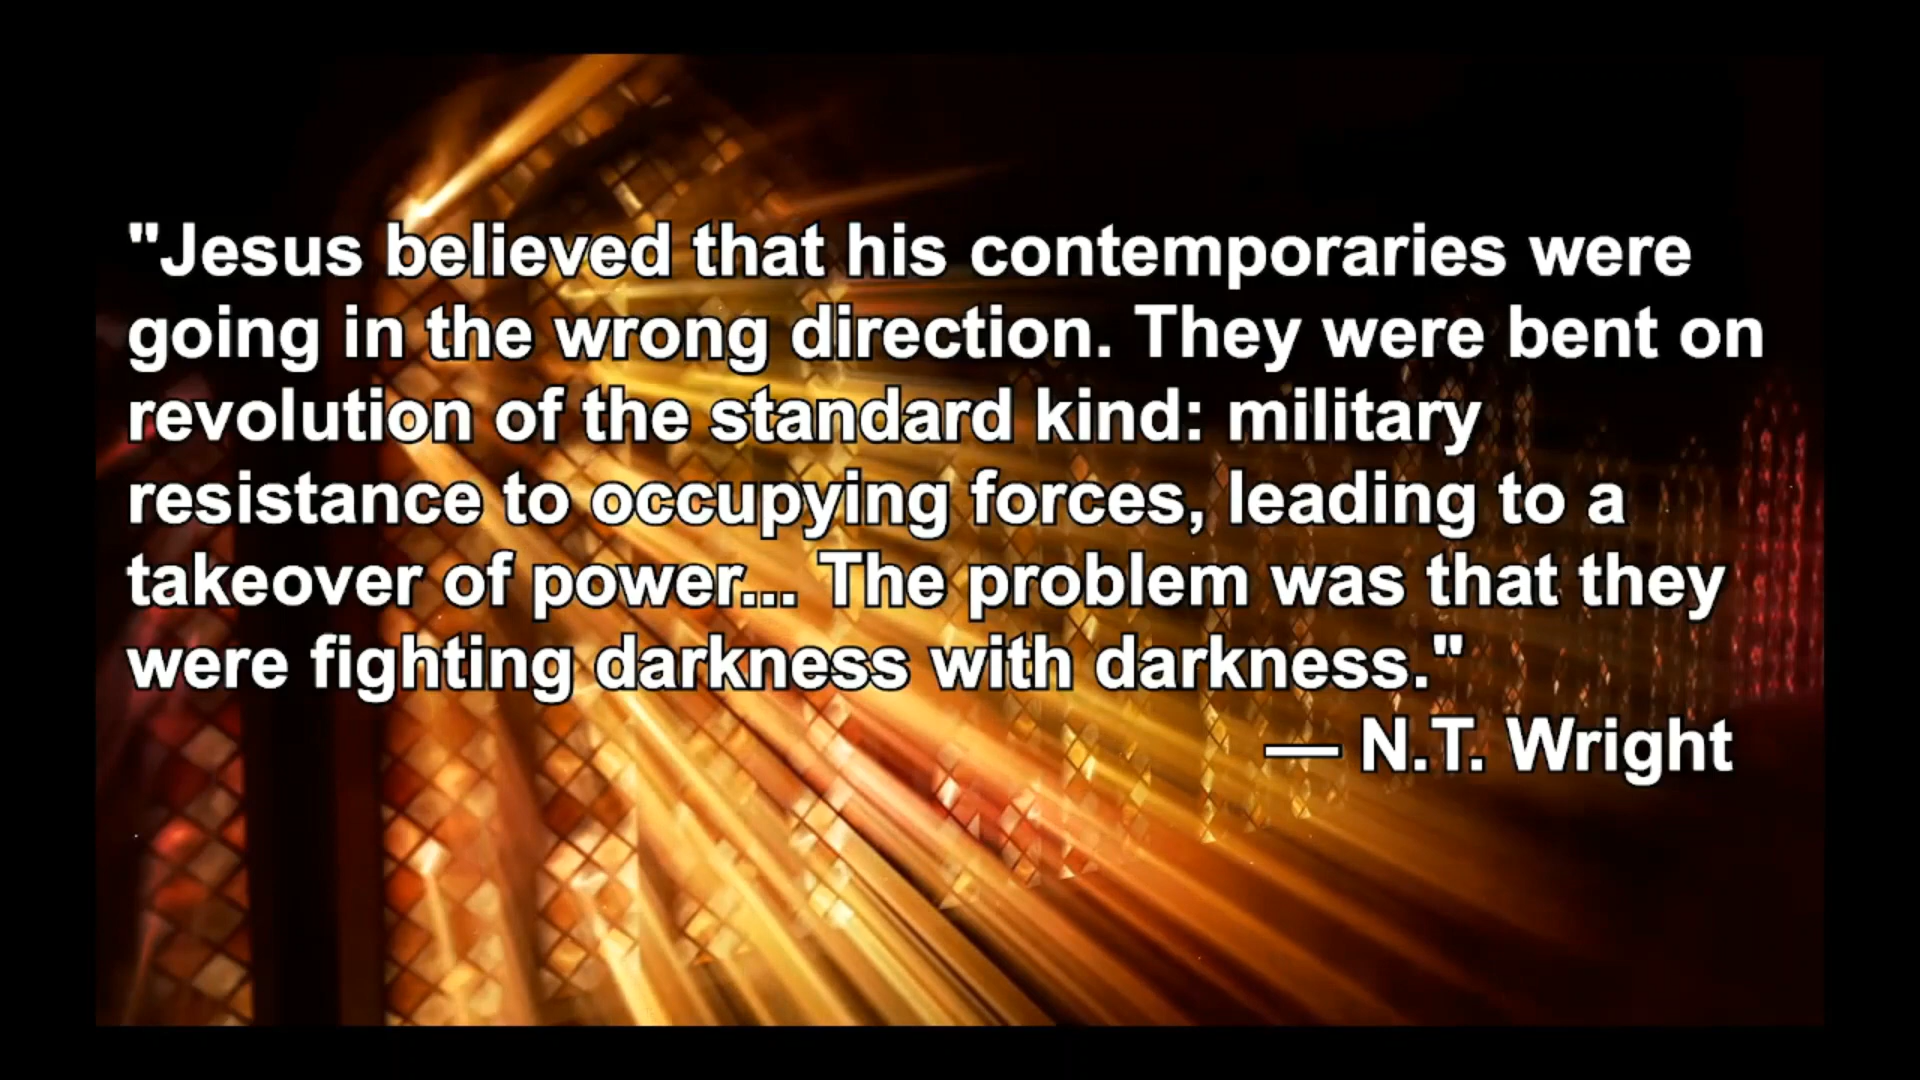 "Jesus believed that his contemporaries were
going in the wrong direction. They were bent on
revolution of the standard kind: military
resistance to occupying forces, leading to a
takeover of power... The problem was that they
were fighting darkness with darkness."
— N.T. Wright